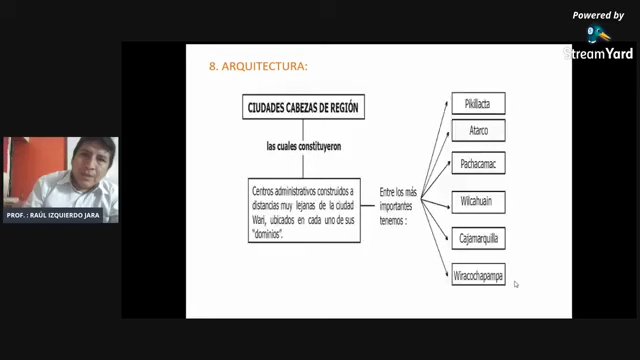 Powered by
StreamYard
8. ARQUITECTURA:
CIUDADES CABEZAS DE REGIÓN
las cuales constituyeron
Centros administrativos construidos a
distancias muy lejanas de la ciudad
Wari, ubicados en cada uno de sus
"dominios".
Entre los más
importantes
tenemos :
Pikillacta
Atarco
Pachacamac
Wilcahuain
Cajamarquilla
Wiracochapampa
PROF. : RAÚL IZQUIERDO JARA